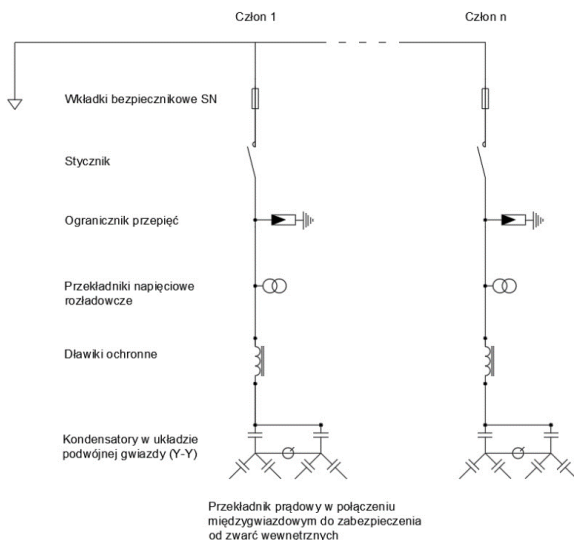 Człon 1
Człon n
Wkładki bezpiecznikowe SN
Stycznik
Ogranicznik przepięć
Przekładniki napięciowe
rozładowcze
Dławiki ochronne
Kondensatory w układzie
podwójnej gwiazdy (Y-Y)
Przekładnik prądowy w połączeniu
międzygwiazdowym do zabezpieczenia
od zwarć wewnetrznych